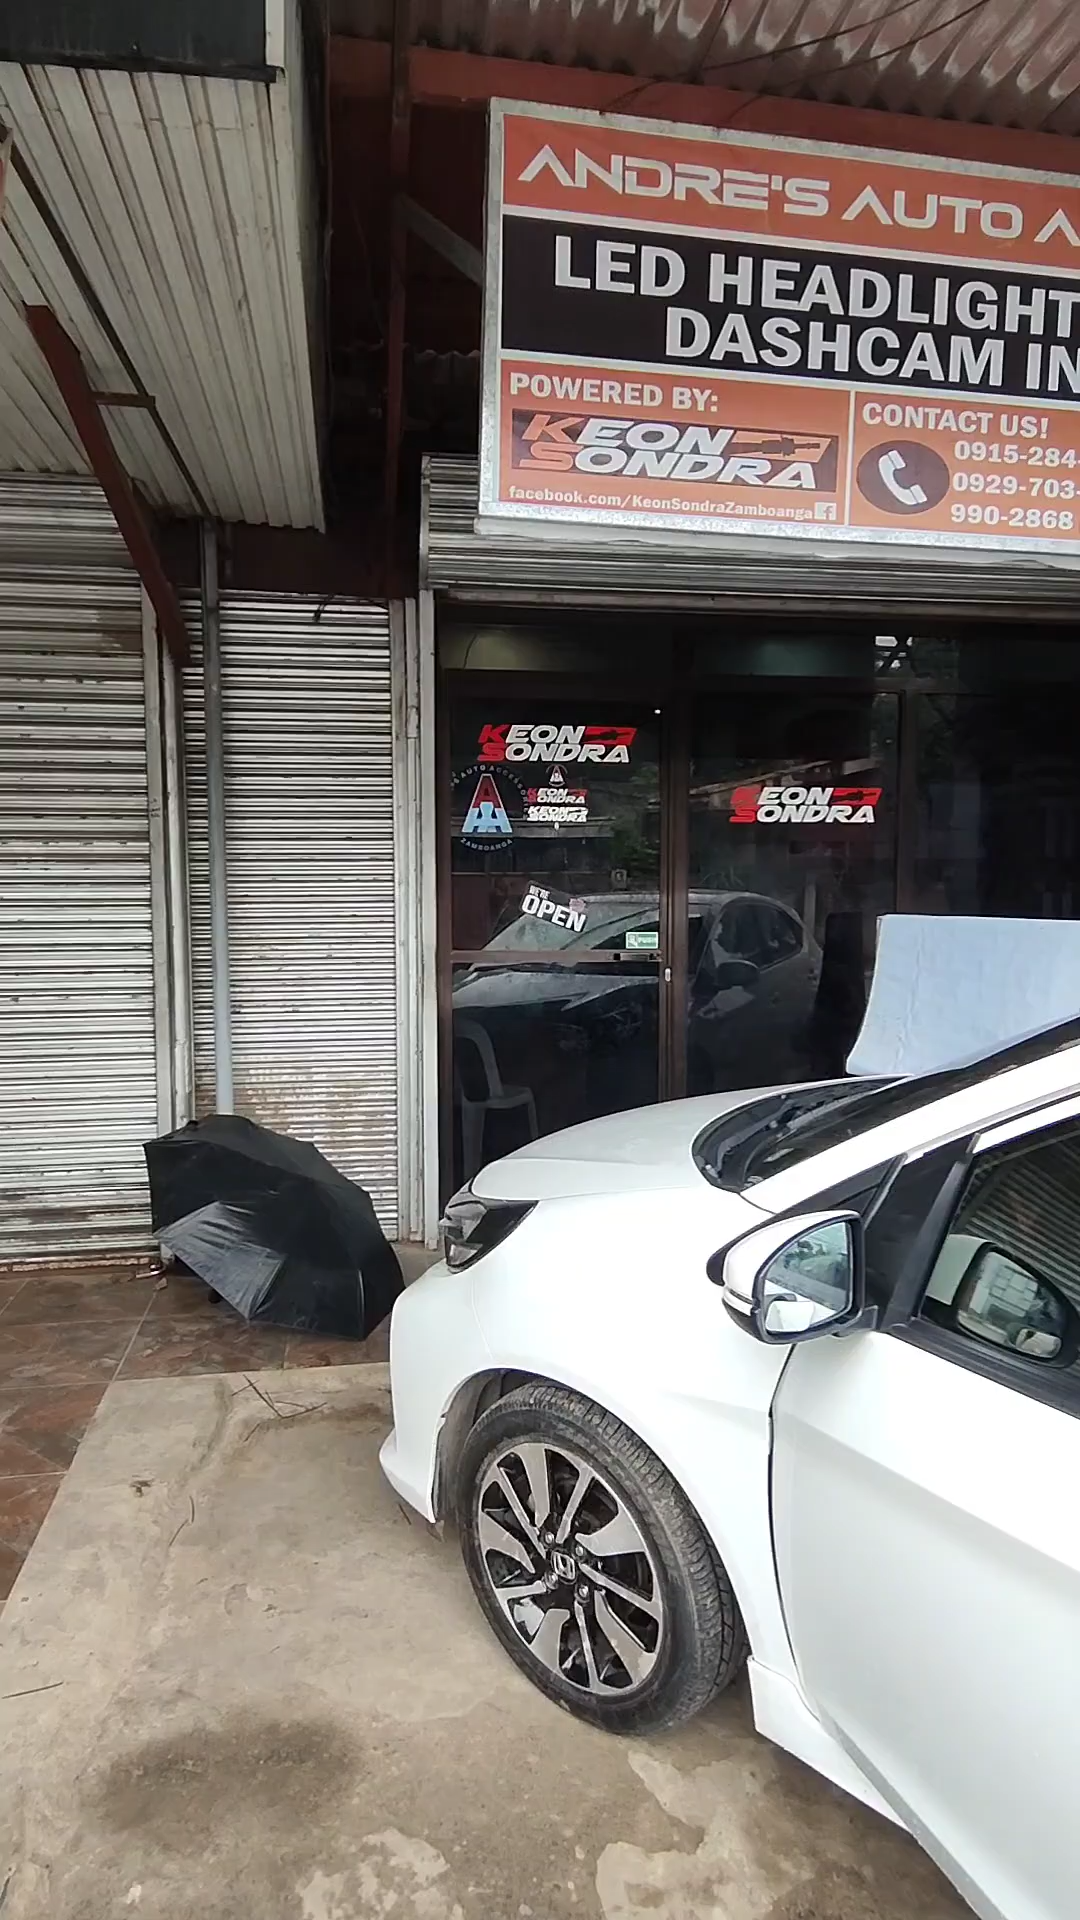 ANDRE'S AUTO A
LED HEADLIGHT
DASHCAM IN
POWERED BY:
KEON
SONDRA
facebook.com/KeonSondraZamboanga
CONTACT US!
0915-284-
0929-703-
990-2868
KEON
SONDRA
KEON
SONDRA
KEON
SONDRA
ZAMBOANGA
WE'RE
OPEN
PUSH
KEON
SONDRA